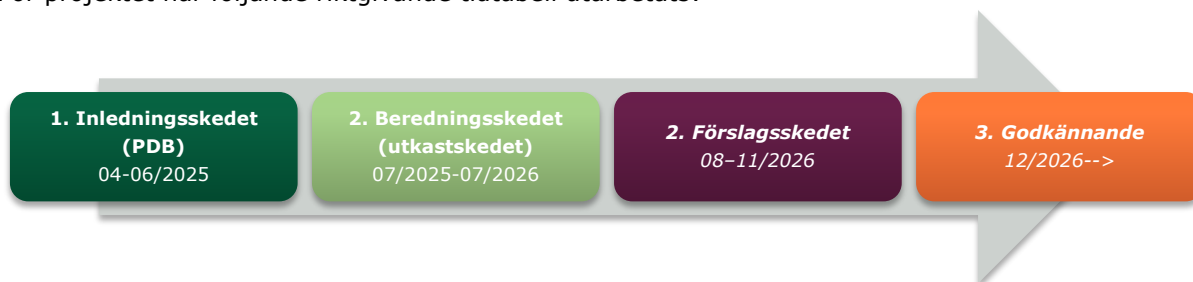 1. Inledningsskedet
(PDB)
04-06/2025
2. Beredningsskedet
(utkastskedet)
07/2025-07/2026
2. Förslagsskedet
08–11/2026
3. Godkännande
12/2026-->